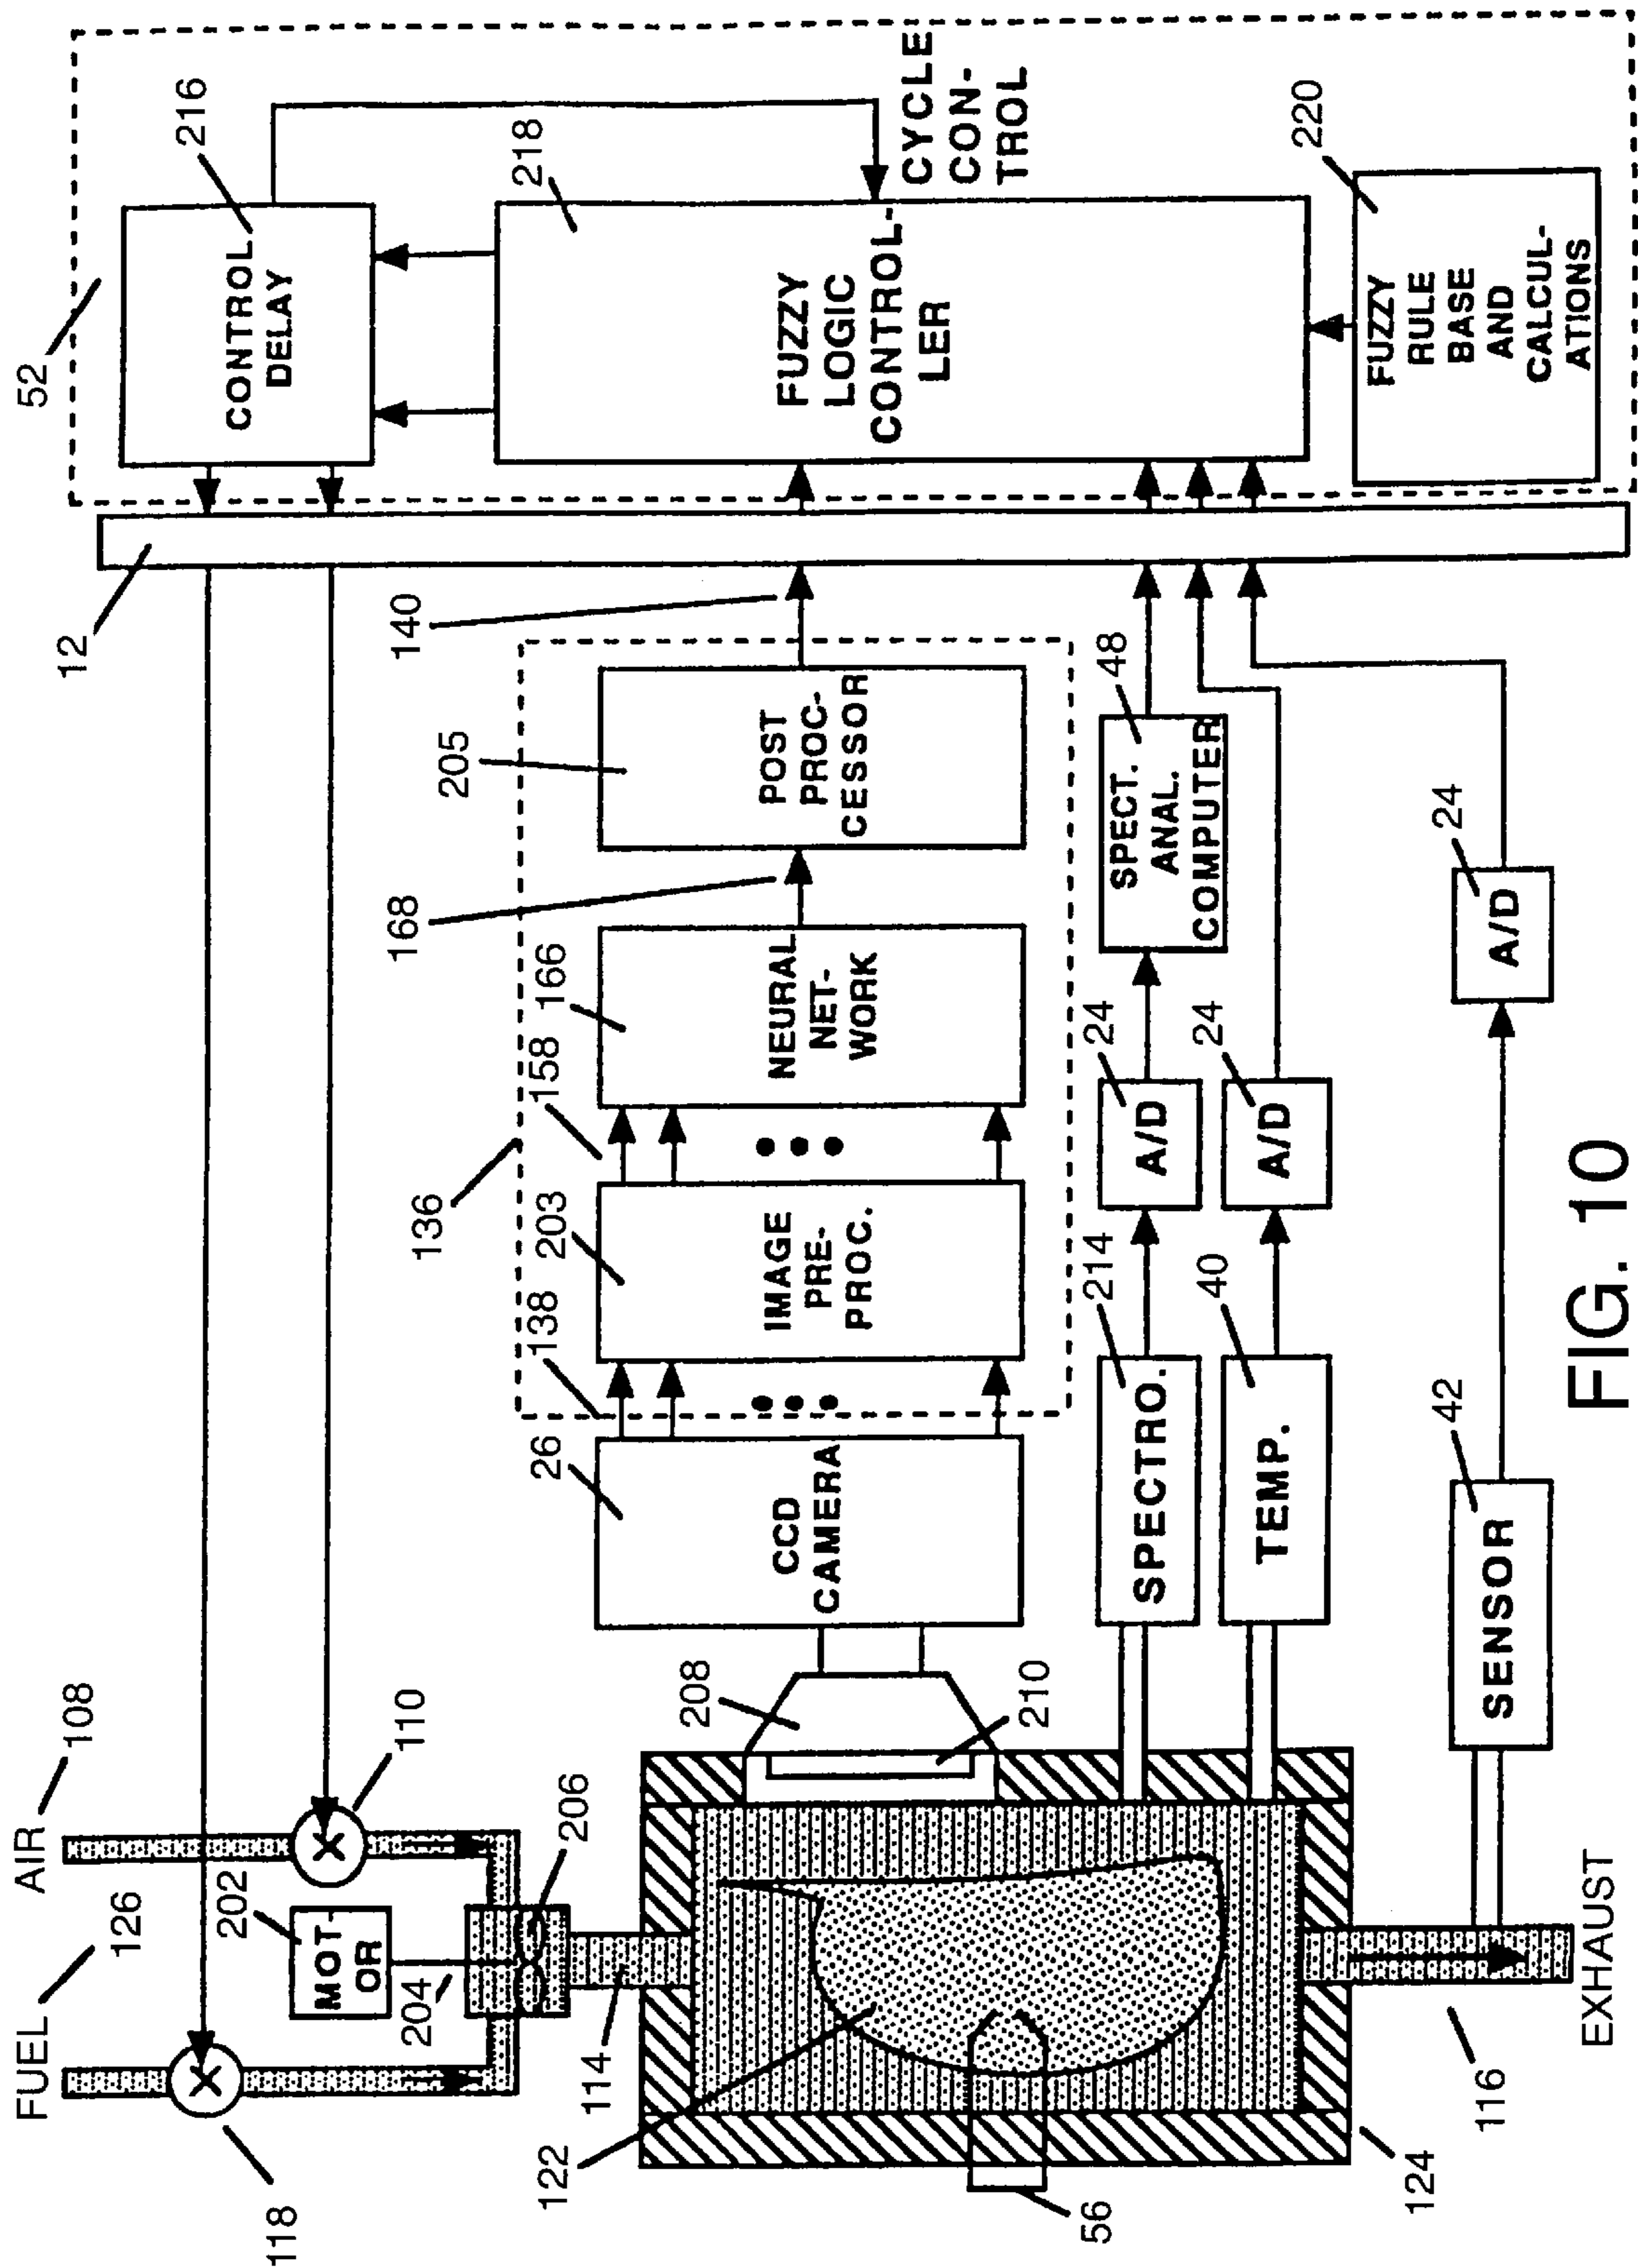 FUEL
126
AIR
108
118
202
MOT-
OR
204
110
206
114
122
56
124
116
EXHAUST
208
210
26
CCD
CAMERA
138
136
203
IMAGE
PRE-
PROC.
158
166
NEURAL
NET-
WORK
168
205
POST
PROC-
CESSOR
140
SPECTRO.
214
A/D
24
SPECT.
ANAL.
COMPUTER
48
TEMP.
40
A/D
24
SENSOR
42
A/D
24
12
52
CONTROL
DELAY
216
FUZZY
LOGIC
CONTROL-
LER
218
CYCLE
CON-
TROL
FUZZY
RULE
BASE
AND
CALCUL-
ATIONS
220
FIG. 10